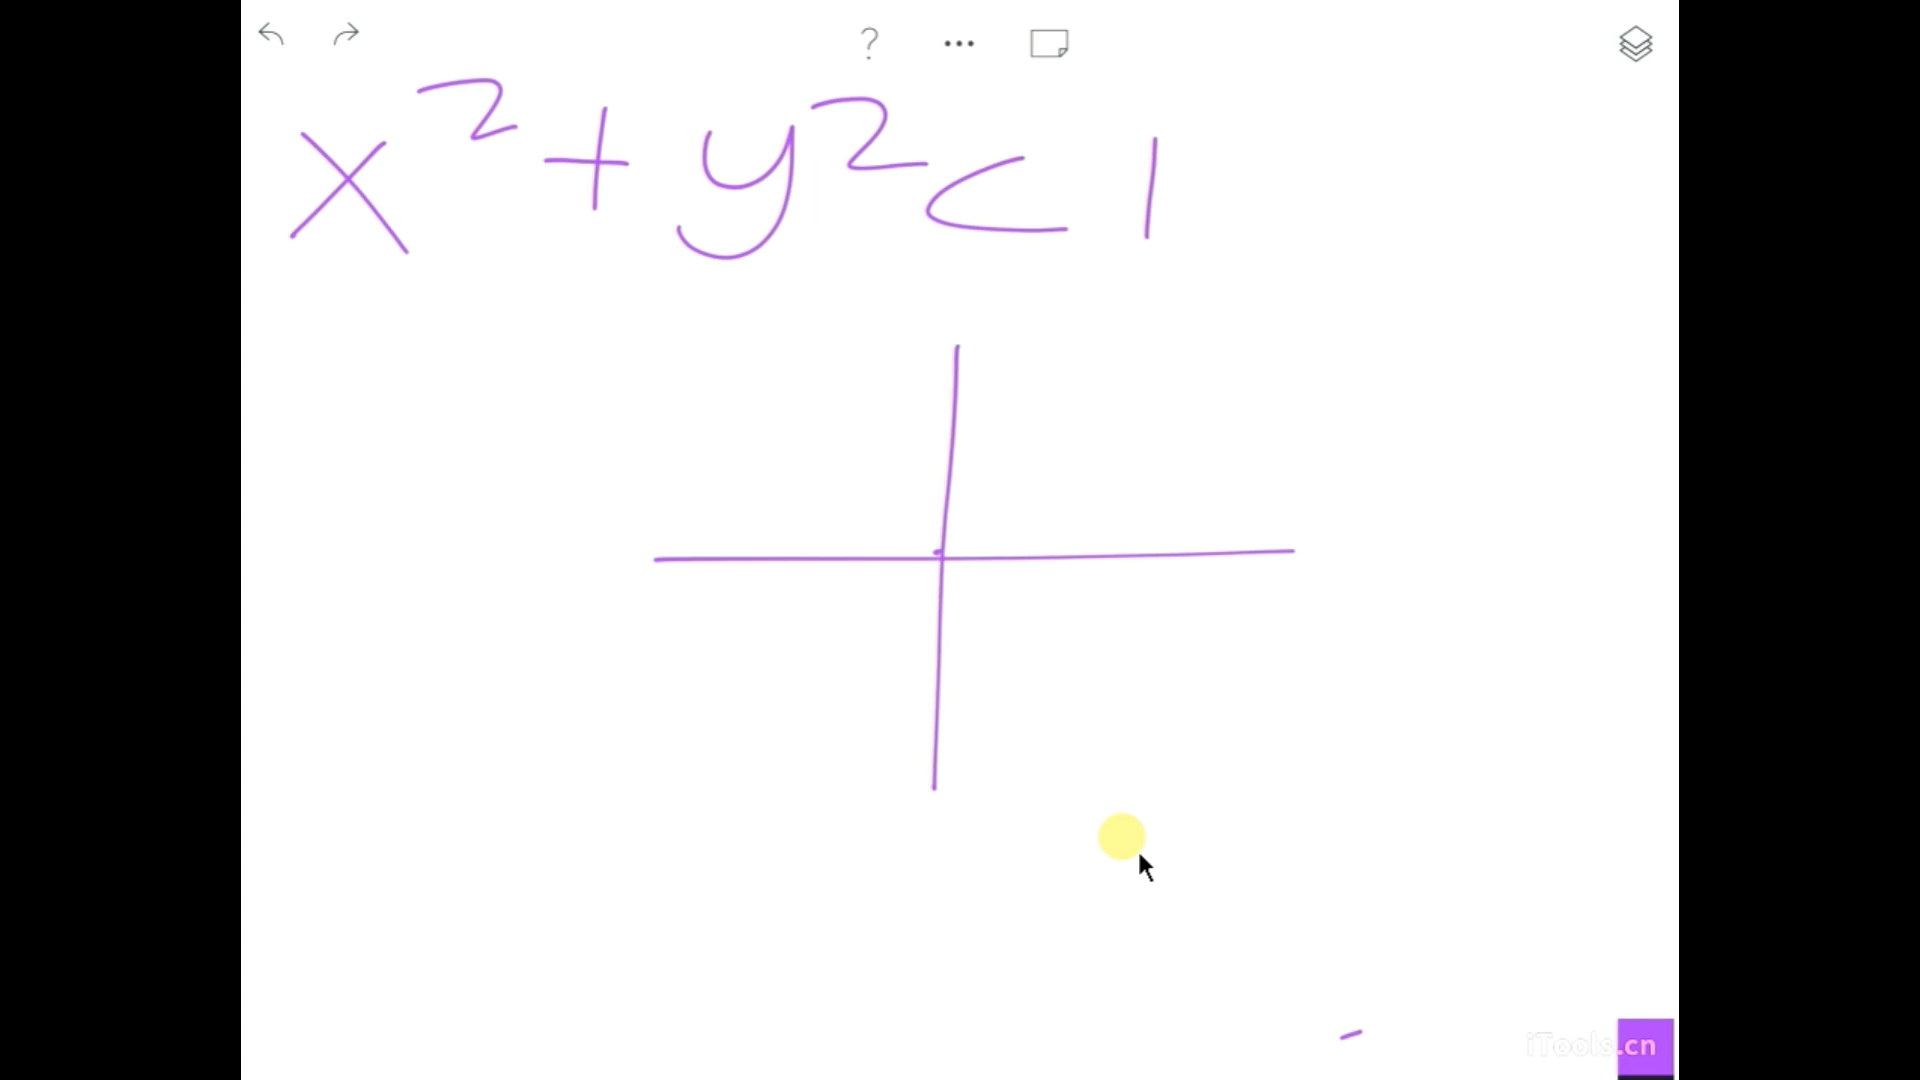 x² + y² < 1
iTools.cn